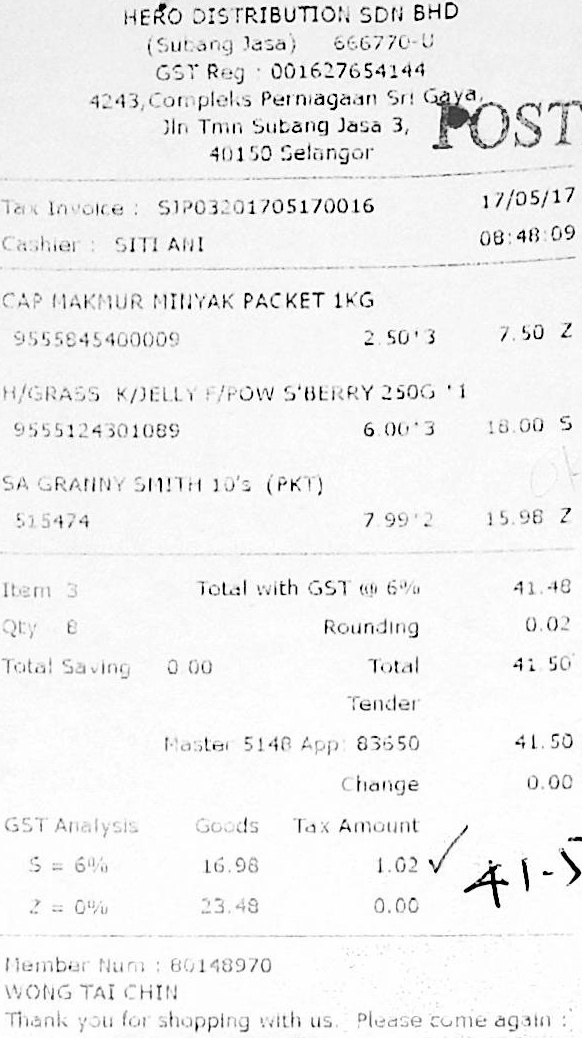 HERO DISTRIBUTION SDN BHD
(Subang Jasa) 666770-U
GST Reg : 001627654144
4243,Compleks Perniagaan Sri Gaya,
Jln Tmn Subang Jasa 3,
40150 Selangor
POST
Tax Invoice : SJP03201705170016 17/05/17
Cashier : SITI ANI 08:48:09
CAP MAKMUR MINYAK PACKET 1KG
9555845400009 2.50*3 7.50 Z
H/GRASS K/JELLY F/POW S'BERRY 250G *1
9555124301089 6.00*3 18.00 S
SA GRANNY SMITH 10's (PKT)
515474 7.99*2 15.98 Z
Item 3 Total with GST @ 6% 41.48
Qty 8 Rounding 0.02
Total Saving 0.00 Total 41.50
Tender
Master 5148 App: 83650 41.50
Change 0.00
GST Analysis Goods Tax Amount
S = 6% 16.98 1.02
Z = 0% 23.48 0.00
41-5
Member Num : 80148970
WONG TAI CHIN
Thank you for shopping with us. Please come again :